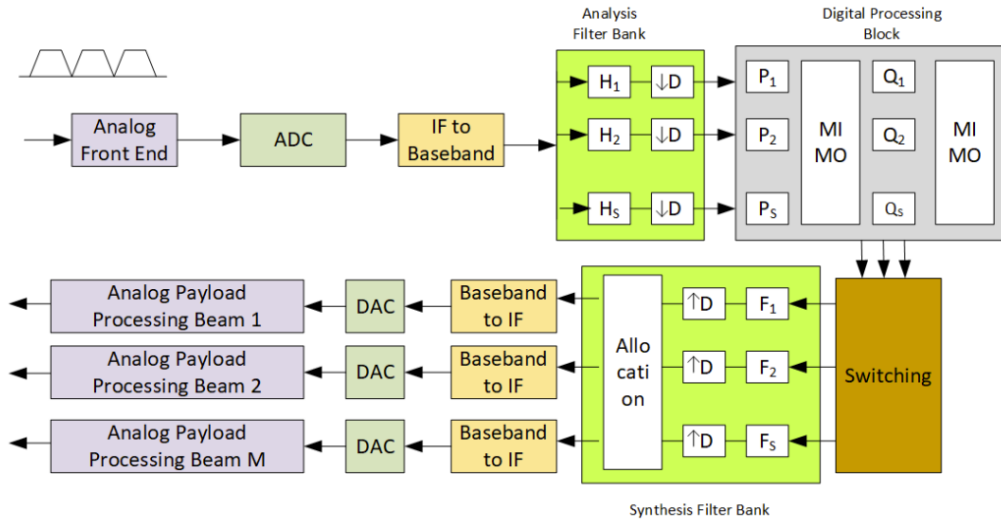 Analysis
Filter Bank
Digital Processing
Block
Analog
Front End
ADC
IF to
Baseband
H1
↓D
H2
↓D
HS
↓D
P1
P2
PS
MI
MO
Q1
Q2
Qs
MI
MO
Analog Payload
Processing Beam 1
DAC
Baseband
to IF
Analog Payload
Processing Beam 2
DAC
Baseband
to IF
Analog Payload
Processing Beam M
DAC
Baseband
to IF
Allo
cati
on
↑D
F1
↑D
F2
↑D
FS
Switching
Synthesis Filter Bank